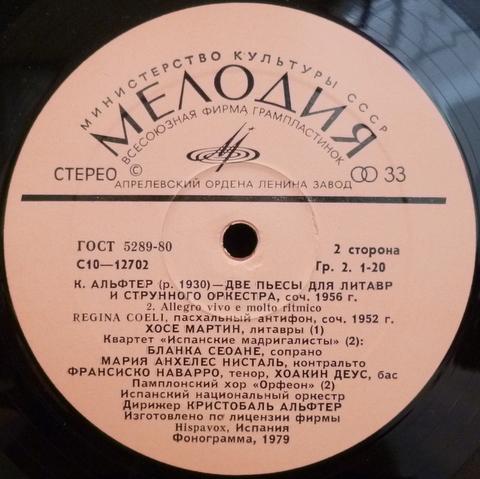 МИНИСТЕРСТВО КУЛЬТУРЫ СССР
МЕЛОДИЯ
ВСЕСОЮЗНАЯ ФИРМА ГРАМПЛАСТИНОК
СТЕРЕО © 33
АПРЕЛЕВСКИЙ ОРДЕНА ЛЕНИНА ЗАВОД
ГОСТ 5289-80 2 сторона
С10—12702 Гр. 2. 1-20
К. АЛЬФТЕР (р. 1930)—ДВЕ ПЬЕСЫ ДЛЯ ЛИТАВР
И СТРУННОГО ОРКЕСТРА, соч. 1956 г.
2. Allegro vivo e molto ritmico
REGINA COELI, пасхальный антифон, соч. 1952 г.
ХОСЕ МАРТИН, литавры (1)
Квартет «Испанские мадригалисты» (2):
БЛАНКА СЕОАНЕ, сопрано
МАРИЯ АНХЕЛЕС НИСТАЛЬ, контральто
ФРАНСИСКО НАВАРРО, тенор, ХОАКИН ДЕУС, бас
Памплонский хор «Орфеон» (2)
Испанский национальный оркестр
Дирижер КРИСТОБАЛЬ АЛЬФТЕР
Изготовлено по лицензии фирмы
Hispavox, Испания
Фонограмма, 1979